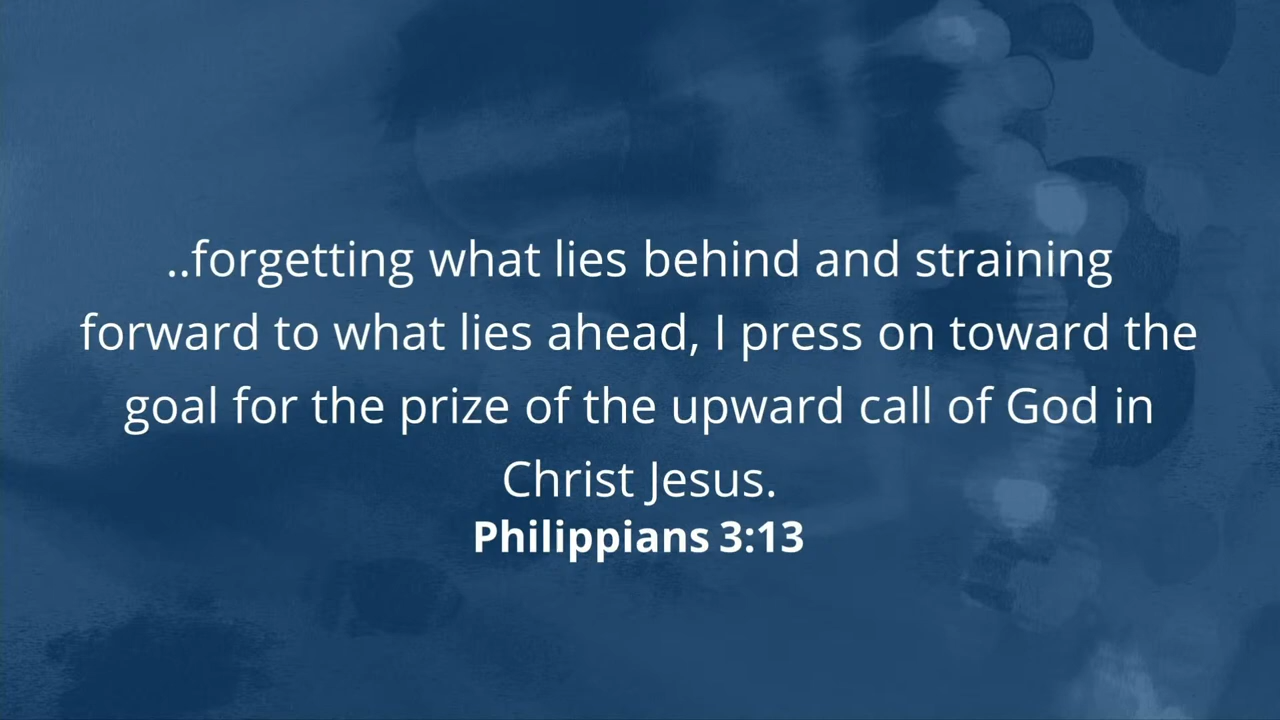 ..forgetting what lies behind and straining
forward to what lies ahead, I press on toward the
goal for the prize of the upward call of God in
Christ Jesus.
Philippians 3:13